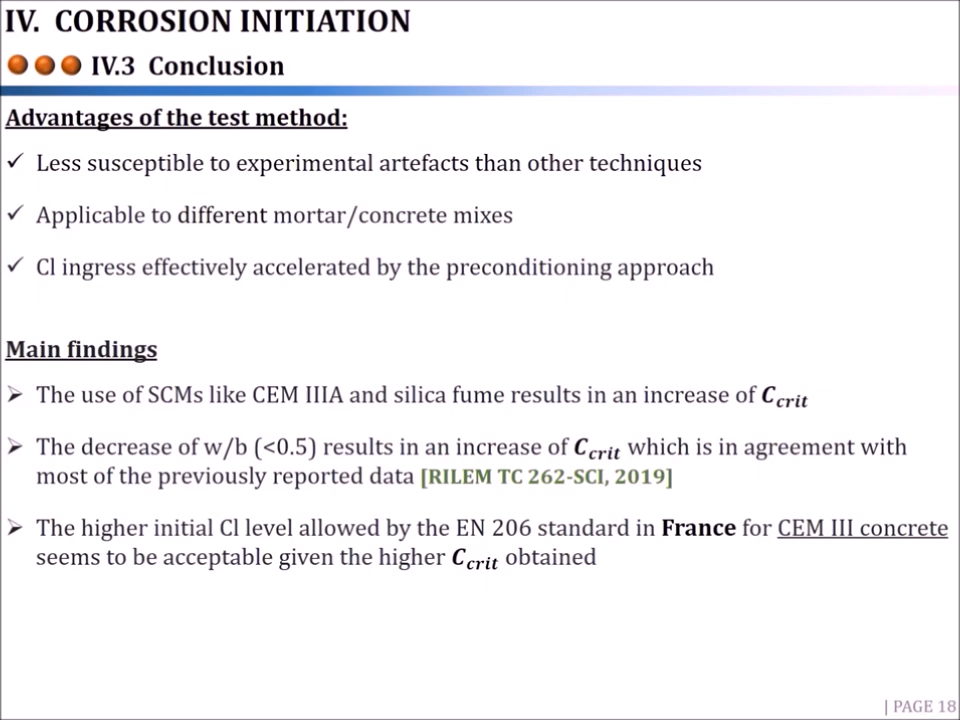 IV. CORROSION INITIATION
IV.3 Conclusion
Advantages of the test method:
✓ Less susceptible to experimental artefacts than other techniques
✓ Applicable to different mortar/concrete mixes
✓ Cl ingress effectively accelerated by the preconditioning approach
Main findings
➢ The use of SCMs like CEM IIIA and silica fume results in an increase of C_crit
➢ The decrease of w/b (<0.5) results in an increase of C_crit which is in agreement with
most of the previously reported data [RILEM TC 262-SCI, 2019]
➢ The higher initial Cl level allowed by the EN 206 standard in France for CEM III concrete
seems to be acceptable given the higher C_crit obtained
| PAGE 18